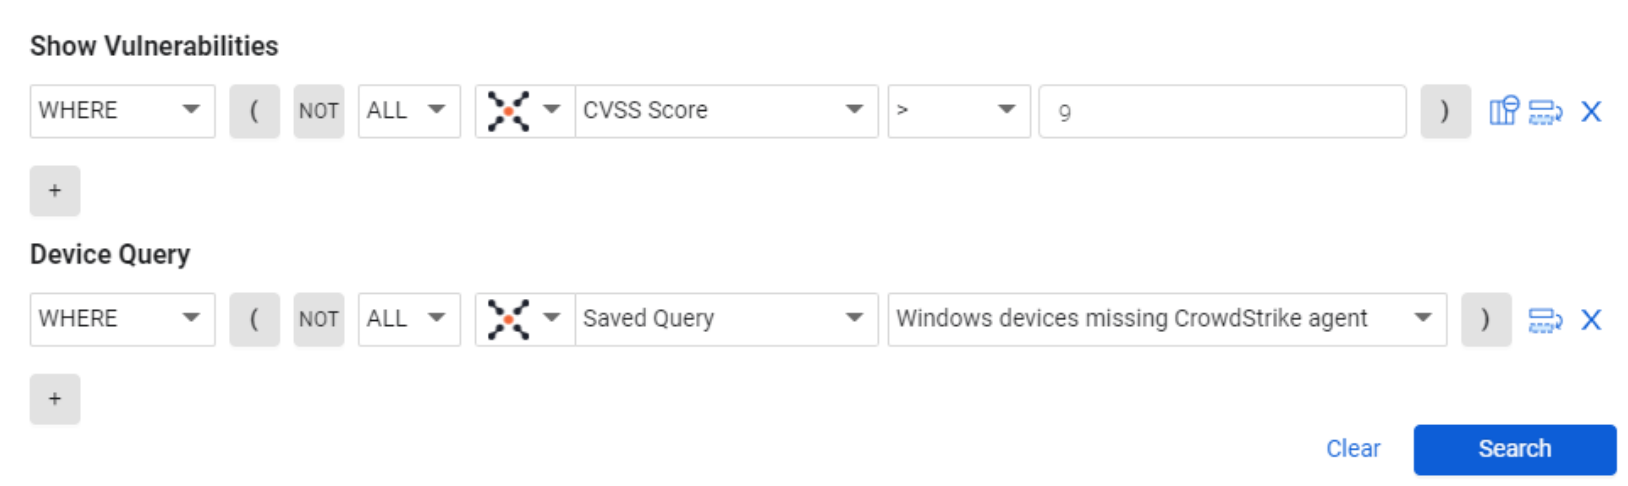 Show Vulnerabilities
WHERE ( NOT ALL CVSS Score > 9 )
+
Device Query
WHERE ( NOT ALL Saved Query Windows devices missing CrowdStrike agent )
+
Clear Search